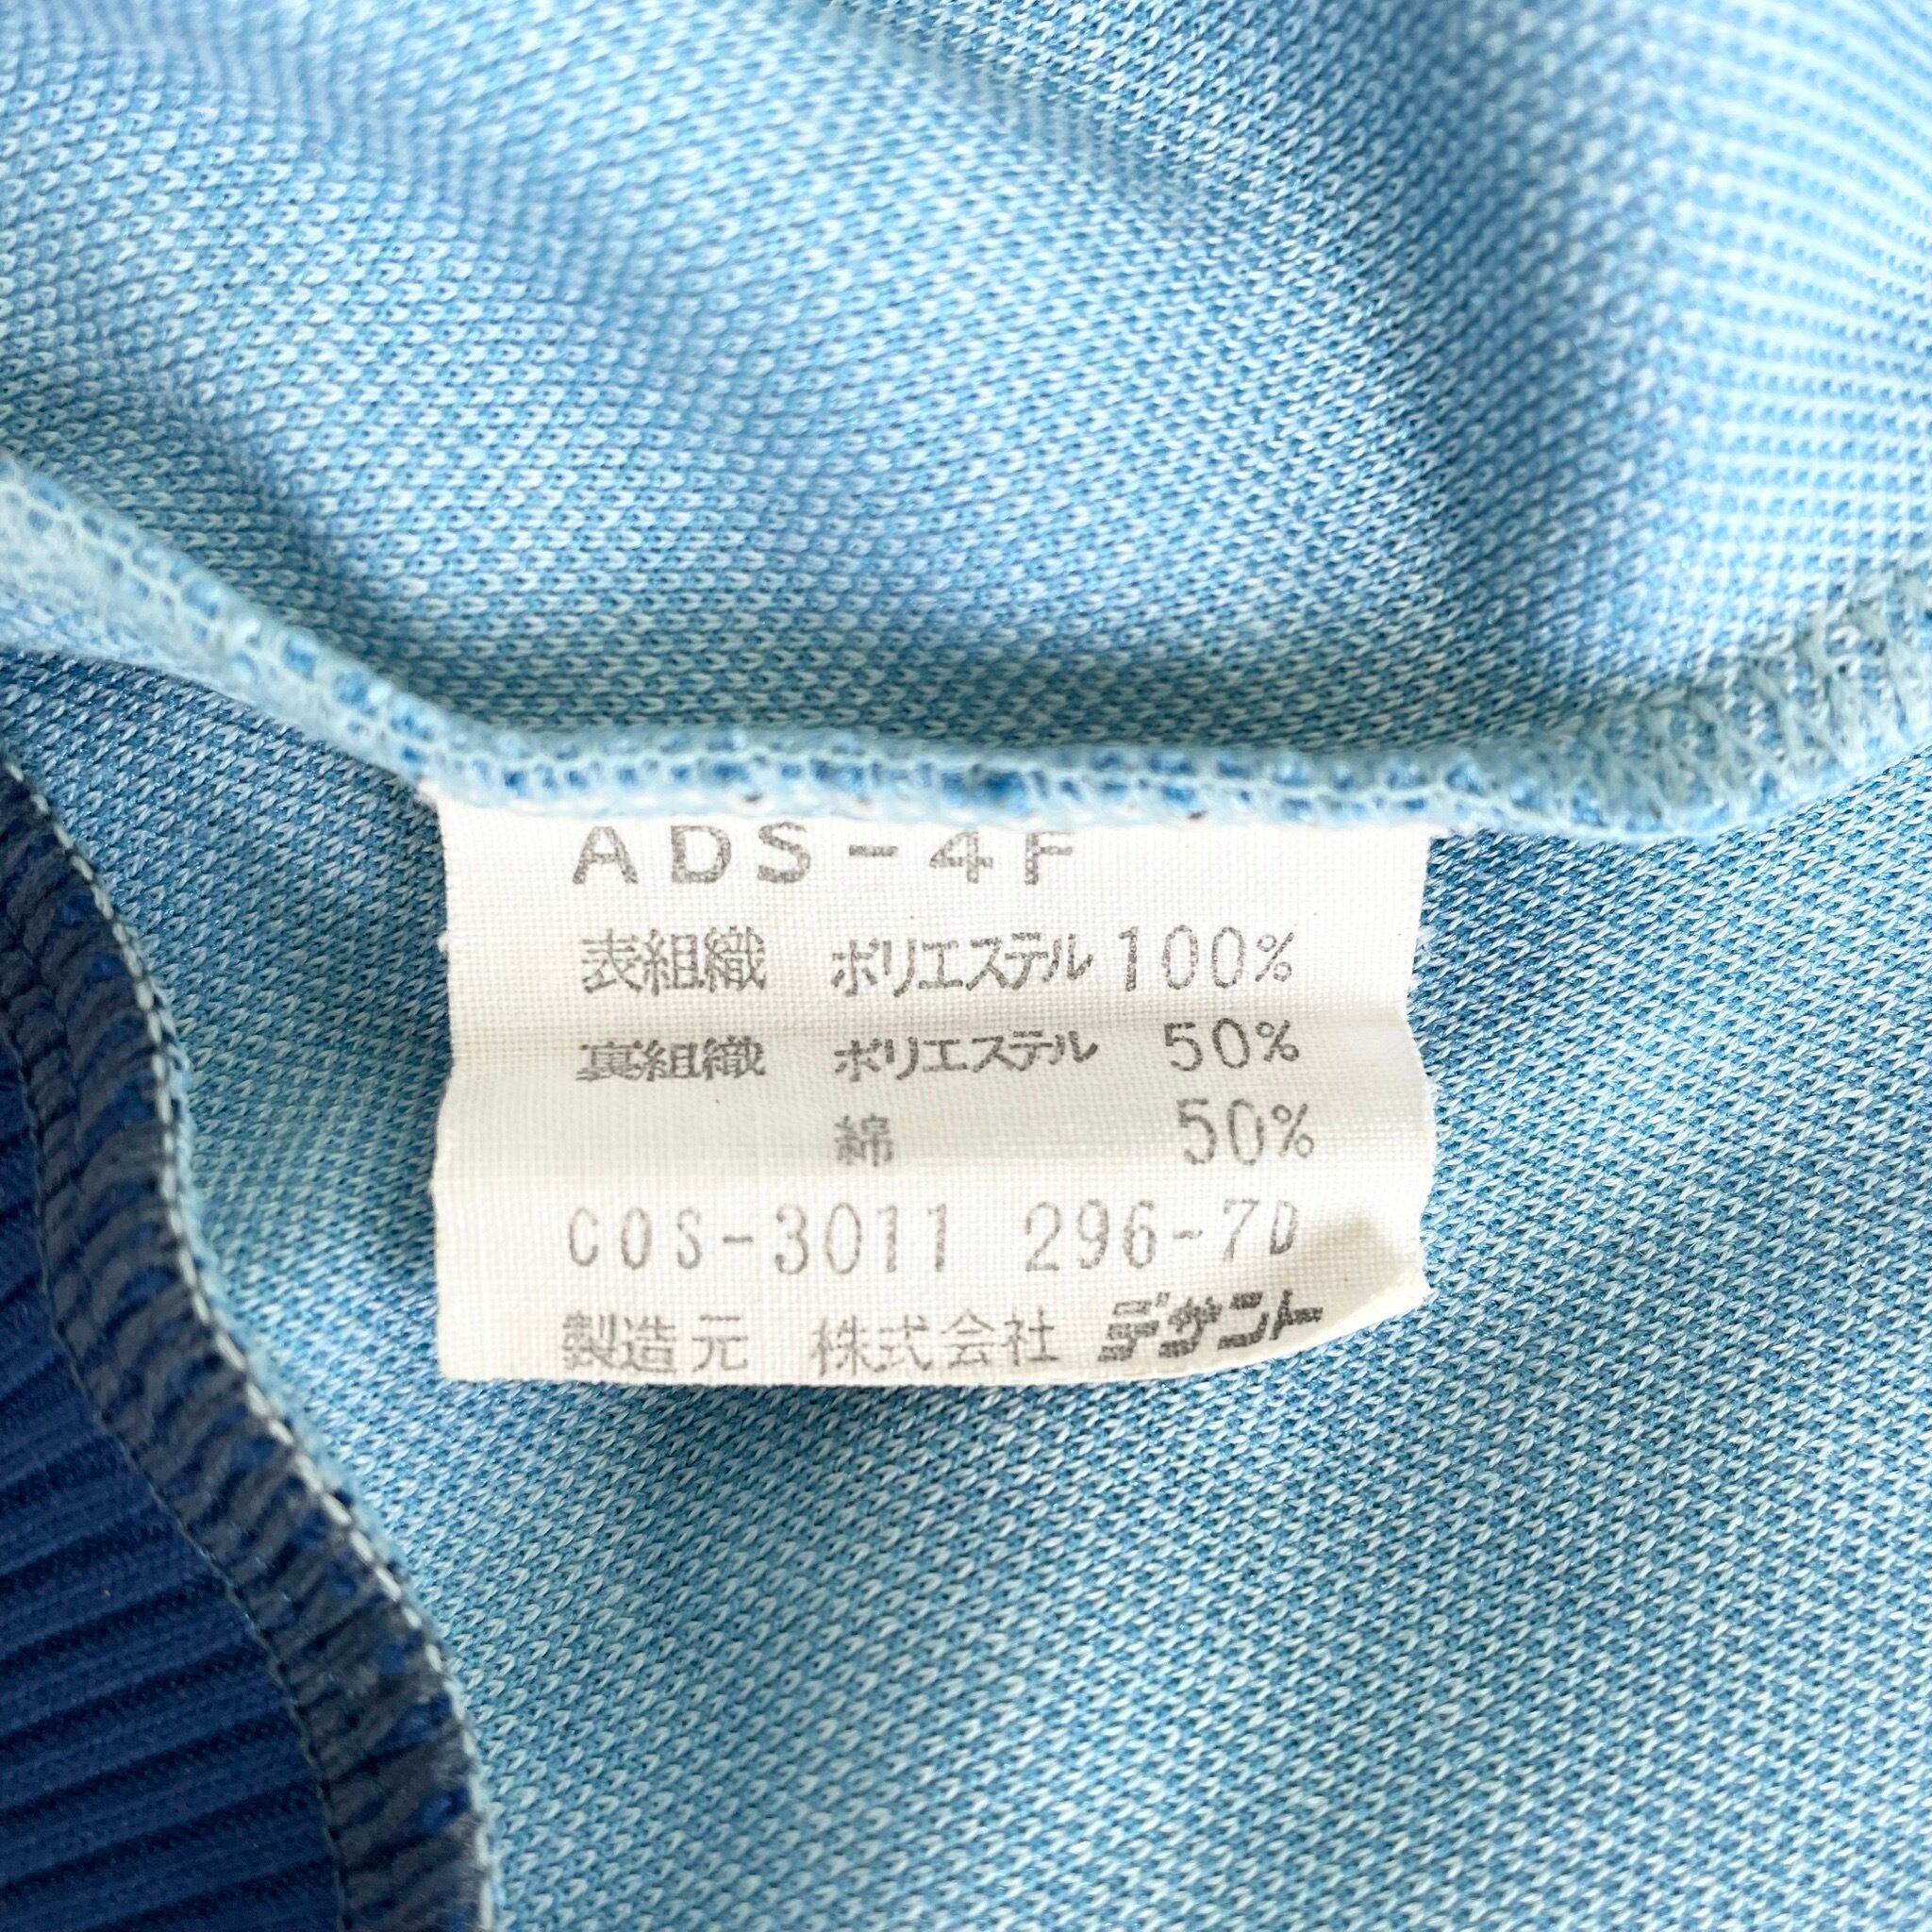 ADS-4F
表組織 ポリエステル 100%
裏組織 ポリエステル 50%
綿 50%
COS-3011 296-7D
製造元 株式会社 デサント